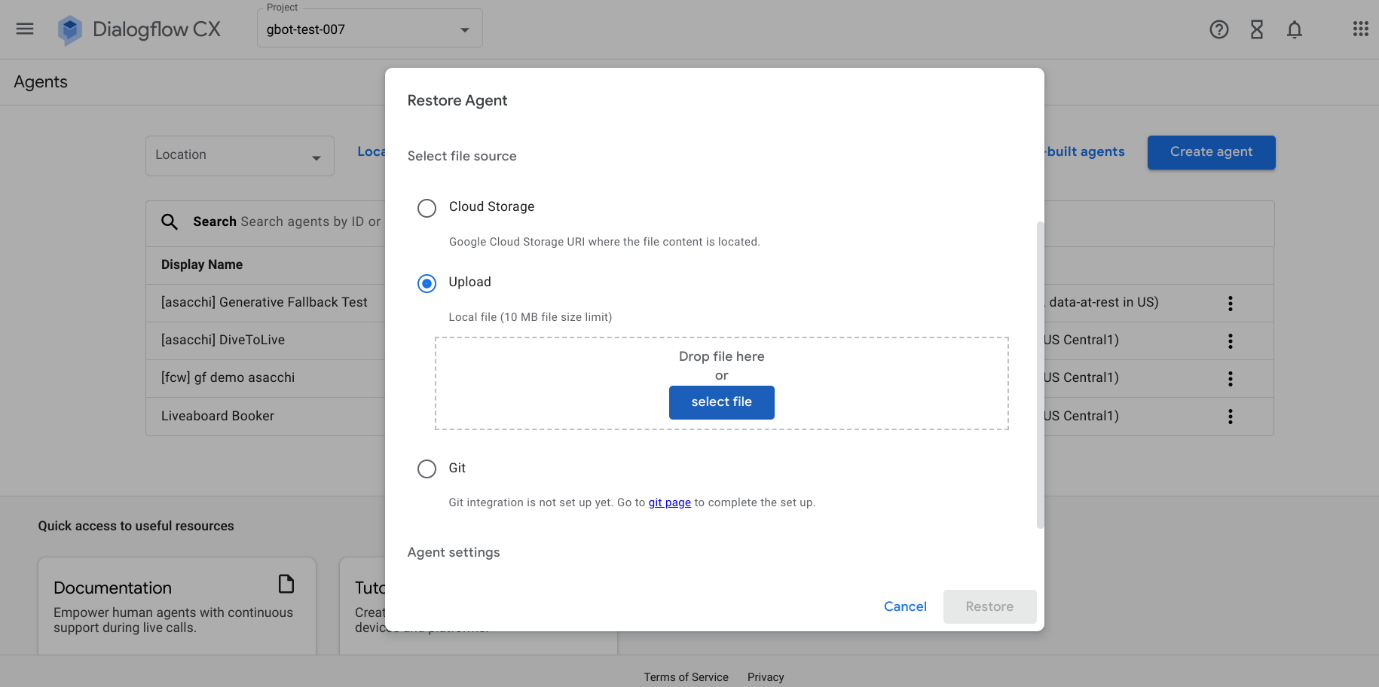 Dialogflow CX
Project
gbot-test-007
Agents
Restore Agent
Select file source
Location
-built agents
Create agent
Cloud Storage
Search Search agents by ID or
Google Cloud Storage URI where the file content is located.
Display Name
Upload
[asacchi] Generative Fallback Test
data-at-rest in US)
Local file (10 MB file size limit)
[asacchi] DiveToLive
US Central1)
Drop file here
or
[fcw] gf demo asacchi
US Central1)
select file
Liveaboard Booker
US Central1)
Git
Git integration is not set up yet. Go to git page to complete the set up.
Quick access to useful resources
Agent settings
Documentation
Empower human agents with continuous
support during live calls.
Cancel
Restore
Terms of Service
Privacy